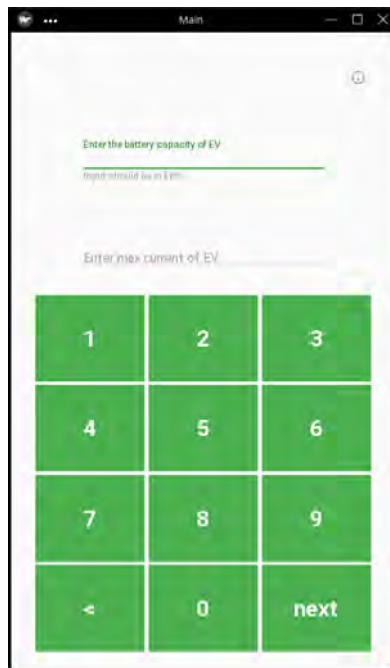 Main
Enter the battery capacity of EV
Input should be in
Enter max current of EV
1 2 3
4 5 6
7 8 9
< 0 next